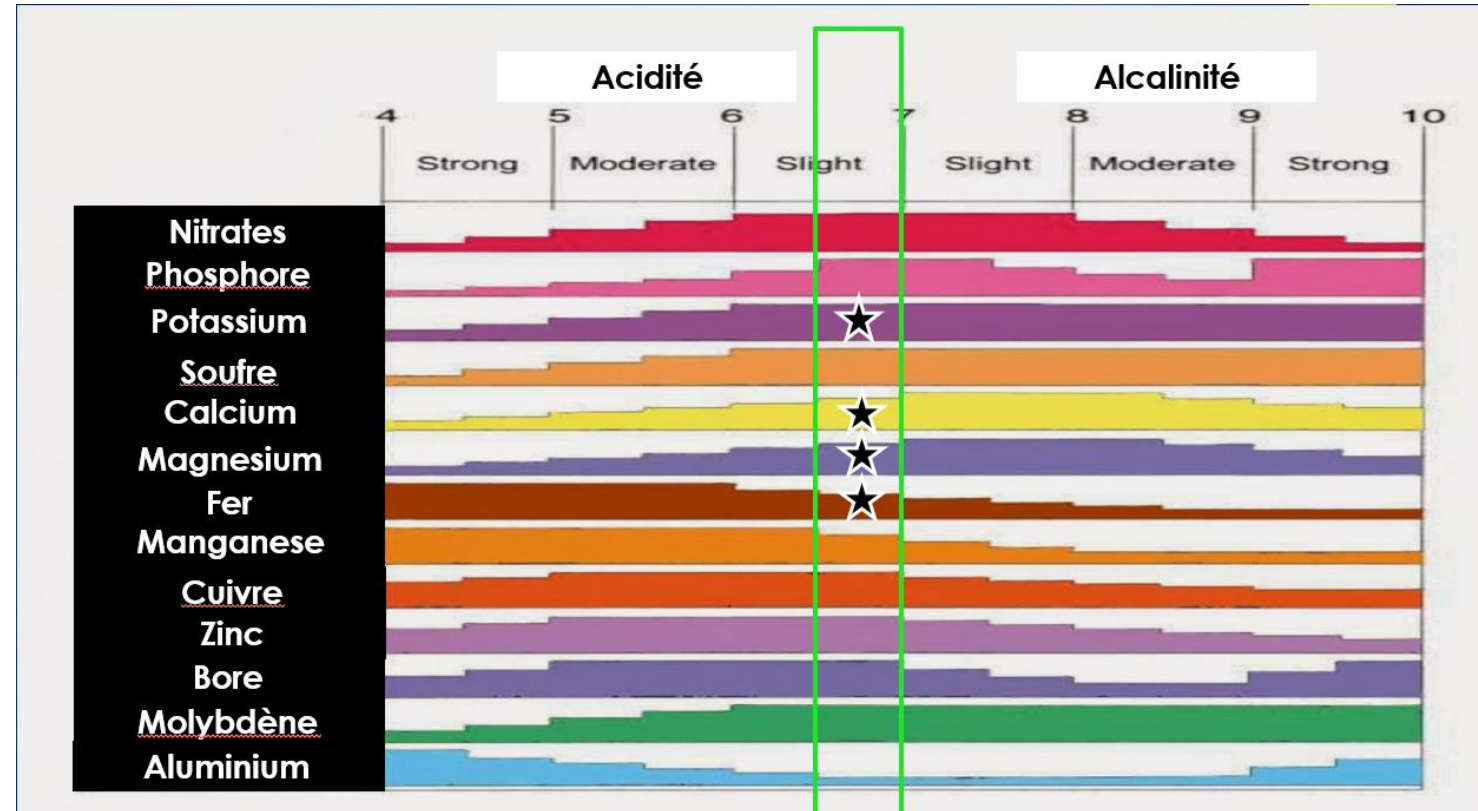 Acidité Alcalinité
4 5 6 7 8 9 10
Strong Moderate Slight Slight Moderate Strong
Nitrates
Phosphore
Potassium
Soufre
Calcium
Magnesium
Fer
Manganese
Cuivre
Zinc
Bore
Molybdène
Aluminium